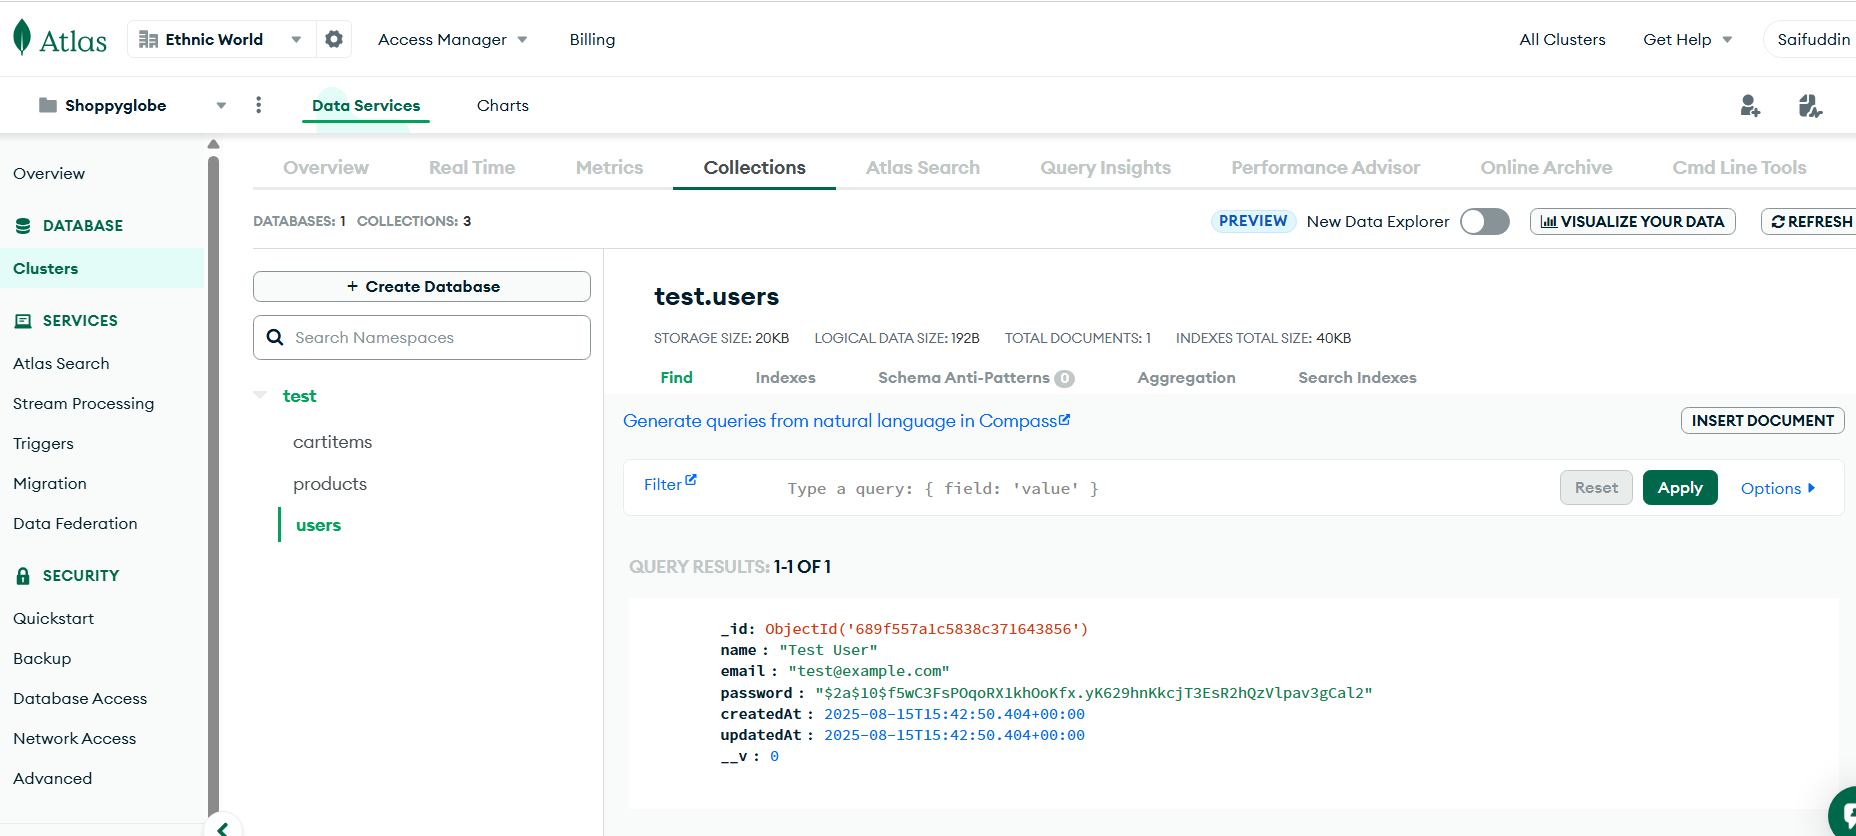 Atlas
Ethnic World
Access Manager
Billing
All Clusters
Get Help
Saifuddin
Shoppyglobe
Data Services
Charts
Overview
DATABASE
Clusters
SERVICES
Atlas Search
Stream Processing
Triggers
Migration
Data Federation
SECURITY
Quickstart
Backup
Database Access
Network Access
Advanced
Overview
Real Time
Metrics
Collections
Atlas Search
Query Insights
Performance Advisor
Online Archive
Cmd Line Tools
DATABASES: 1 COLLECTIONS: 3
PREVIEW New Data Explorer
VISUALIZE YOUR DATA
REFRESH
+ Create Database
Search Namespaces
test
cartitems
products
users
test.users
STORAGE SIZE: 20KB LOGICAL DATA SIZE: 192B TOTAL DOCUMENTS: 1 INDEXES TOTAL SIZE: 40KB
Find
Indexes
Schema Anti-Patterns 0
Aggregation
Search Indexes
Generate queries from natural language in Compass
INSERT DOCUMENT
Filter
Type a query: { field: 'value' }
Reset
Apply
Options
QUERY RESULTS: 1-1 OF 1
_id: ObjectId('689f557a1c5838c371643856')
name : "Test User"
email : "test@example.com"
password : "$2a$10$f5wC3FsPOqoRX1khOoKfx.yK629hnKkcjT3EsR2hQzVlpav3gCal2"
createdAt : 2025-08-15T15:42:50.404+00:00
updatedAt : 2025-08-15T15:42:50.404+00:00
__v : 0